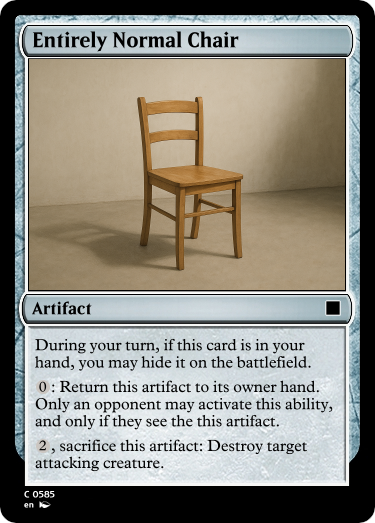 Entirely Normal Chair
Artifact
During your turn, if this card is in your
hand, you may hide it on the battlefield.
0: Return this artifact to its owner hand.
Only an opponent may activate this ability,
and only if they see the this artifact.
2, sacrifice this artifact: Destroy target
attacking creature.
C 0585
en